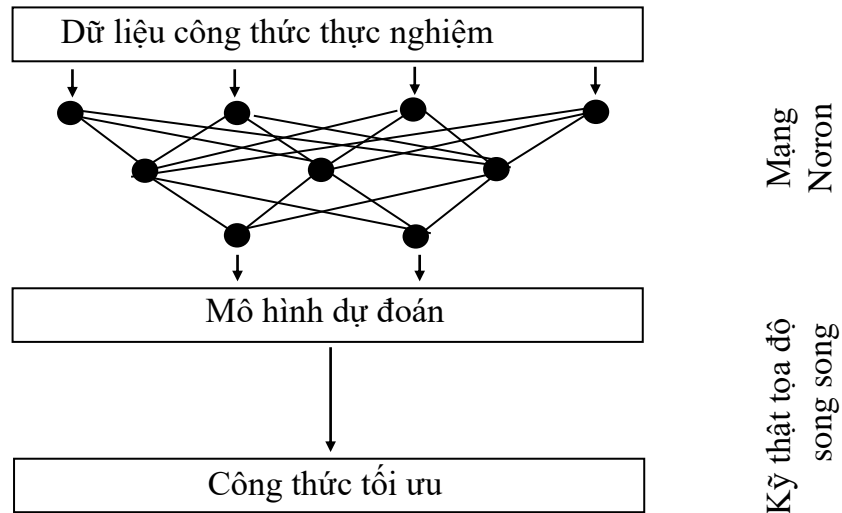 Dữ liệu công thức thực nghiệm
Mạng
Nơron
Mô hình dự đoán
Kỹ thật tọa độ
song song
Công thức tối ưu